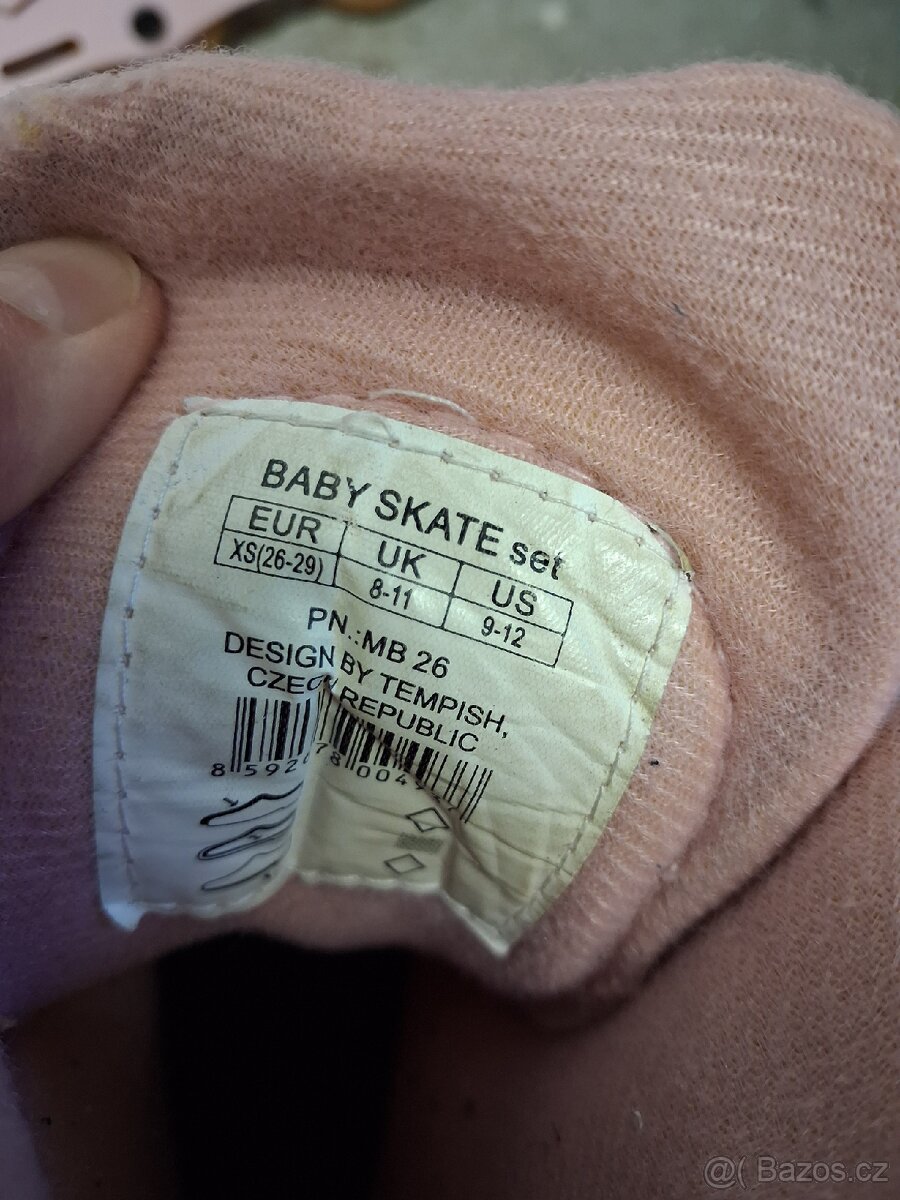 BABY SKATE set
EUR UK US
XS(26-29) 8-11 9-12
PN.:MB 26
DESIGN BY TEMPISH,
CZECH REPUBLIC
@( Bazos.cz